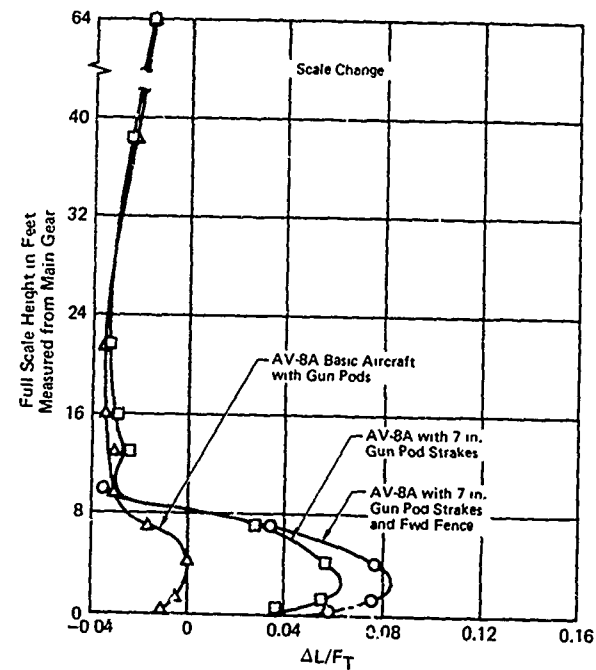 64
Scale Change
40
32
Full Scale Height in Feet
Measured from Main Gear
24
AV-8A Basic Aircraft
with Gun Pods
16
AV-8A with 7 in.
Gun Pod Strakes
AV-8A with 7 in.
Gun Pod Strakes
and Fwd Fence
8
0
-0 04 0 0.04 0.08 0.12 0.16
ΔL/FT